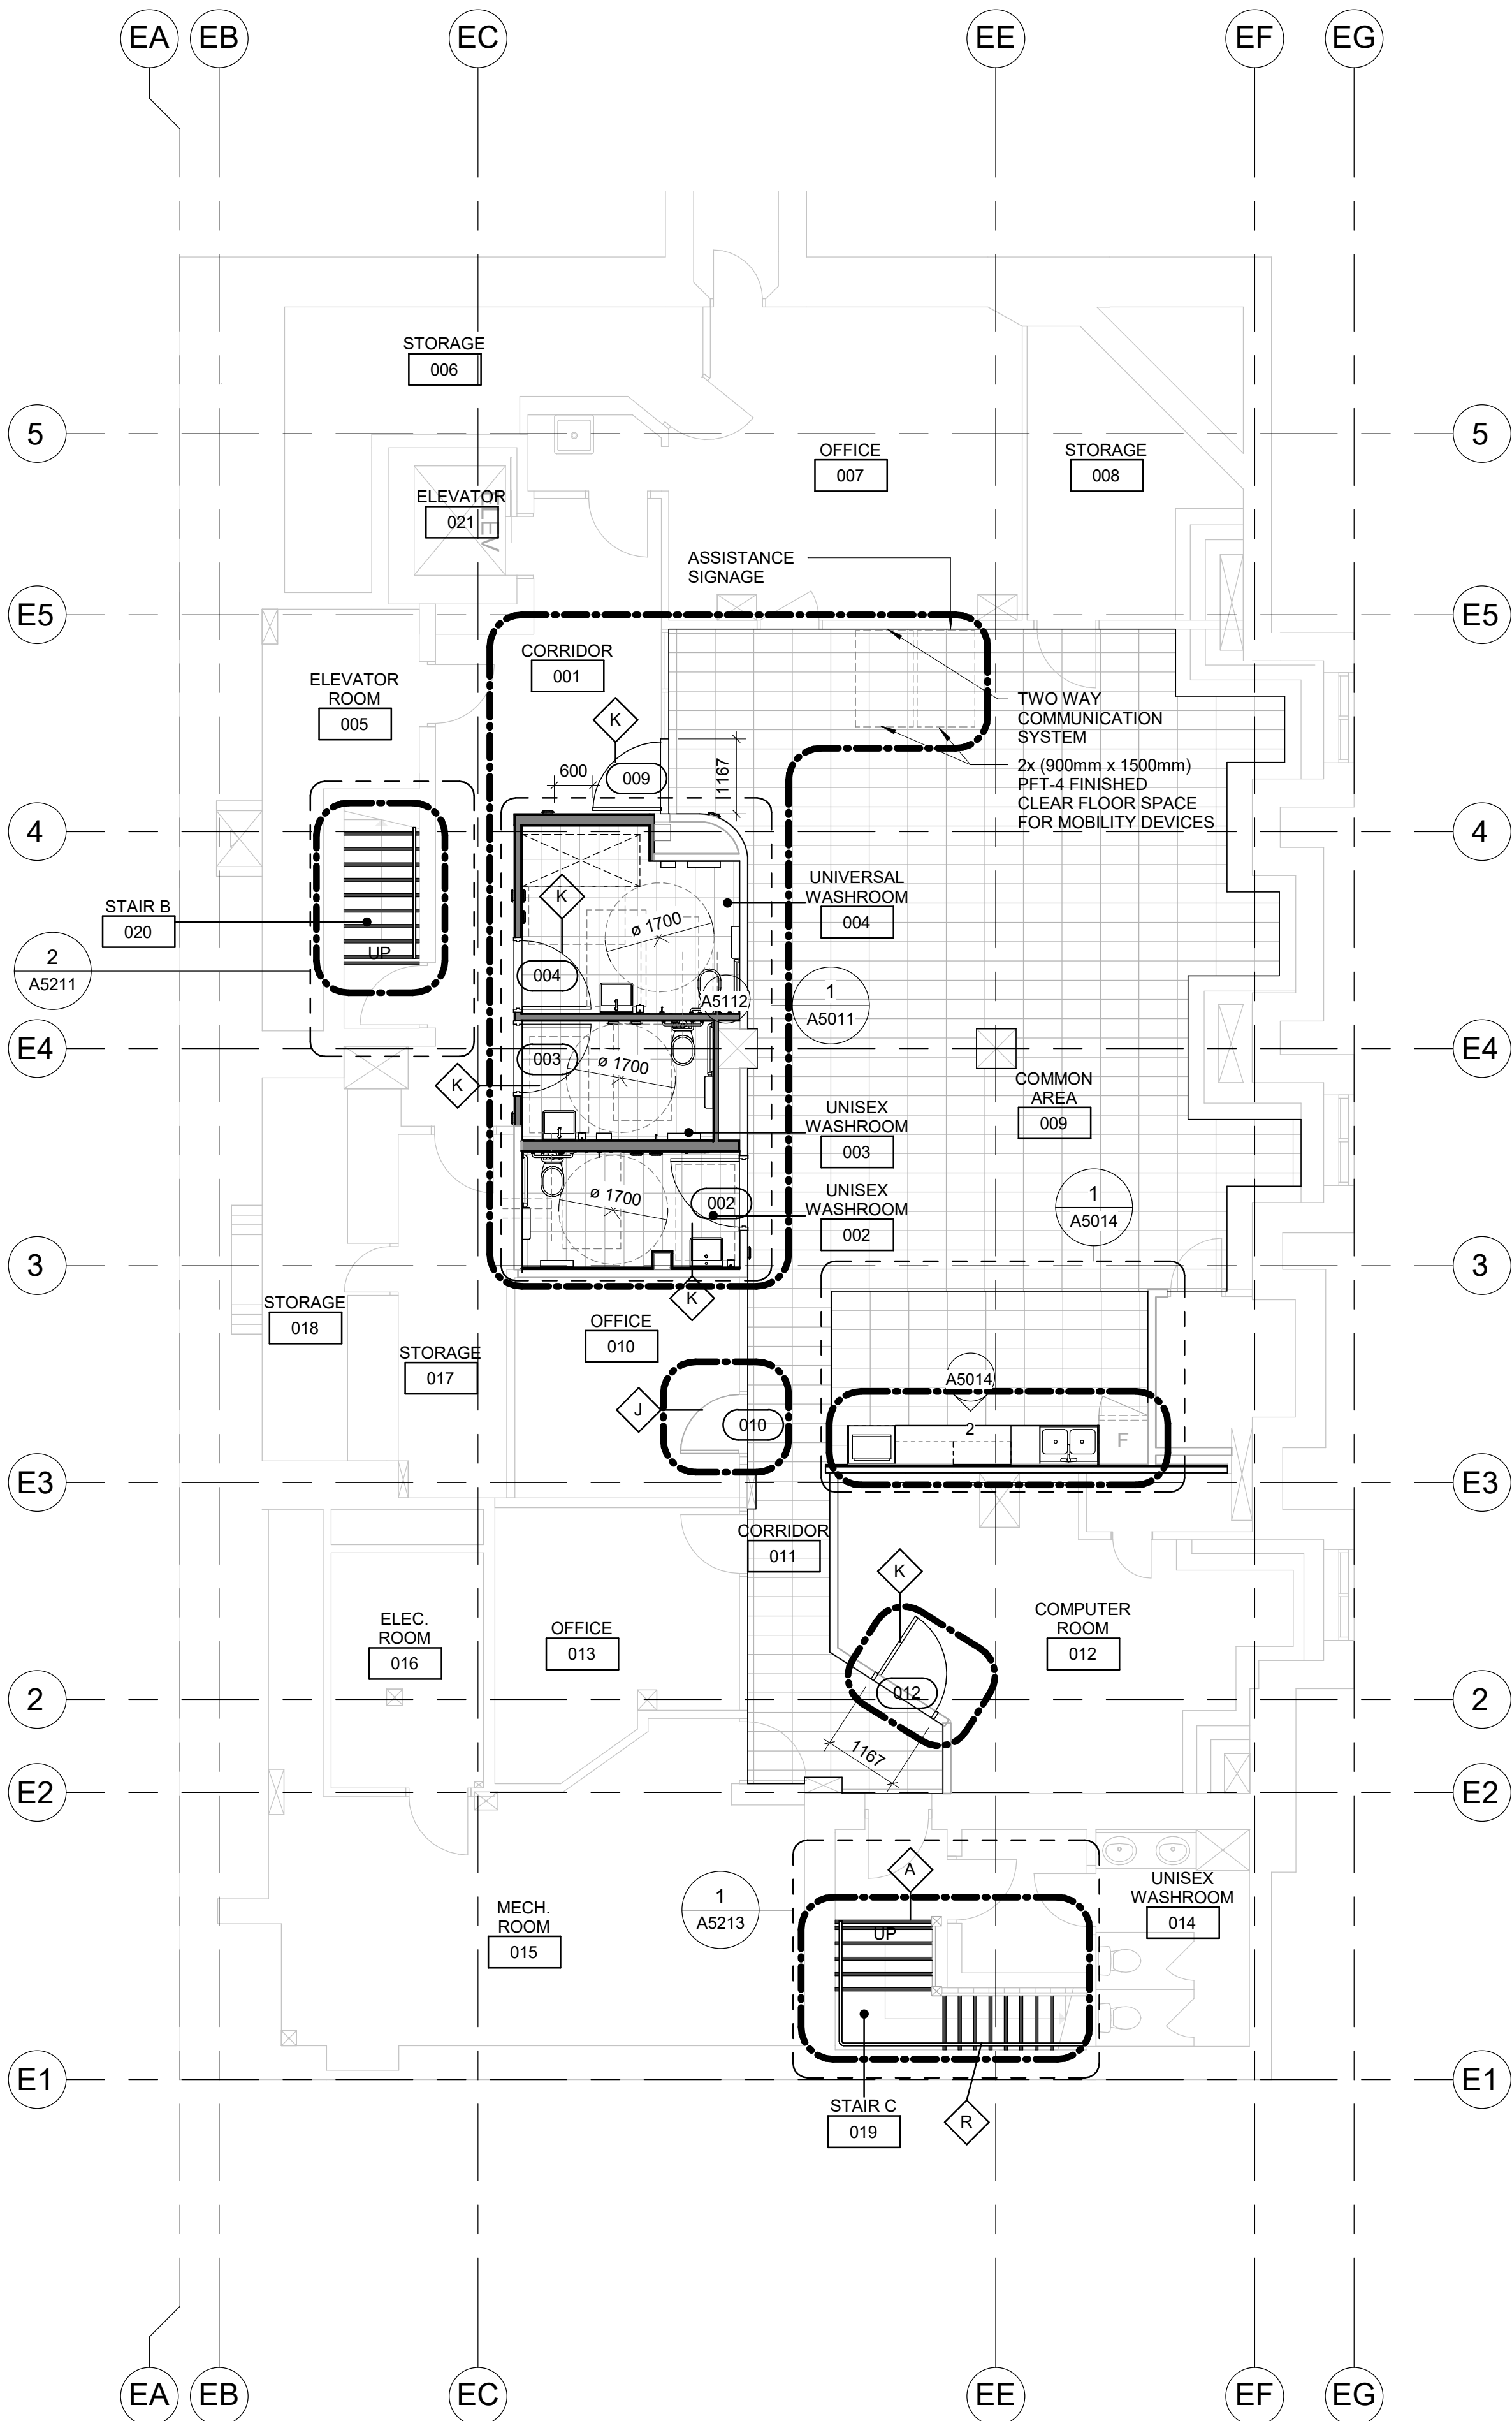 EA
EB
EC
EE
EF
EG
STORAGE
006
5
5
OFFICE
007
STORAGE
008
ELEVATOR
021
ELEV
ASSISTANCE
SIGNAGE
E5
E5
CORRIDOR
001
ELEVATOR
ROOM
005
TWO WAY
COMMUNICATION
SYSTEM
K
600
009
1167
2x (900mm x 1500mm)
PFT-4 FINISHED
CLEAR FLOOR SPACE
FOR MOBILITY DEVICES
4
4
UNIVERSAL
WASHROOM
004
K
STAIR B
020
ø 1700
UP
2
A5211
004
A5112
1
A5011
E4
E4
003
ø 1700
K
COMMON
AREA
009
UNISEX
WASHROOM
003
ø 1700
002
UNISEX
WASHROOM
002
1
A5014
3
3
K
STORAGE
018
OFFICE
010
STORAGE
017
A5014
J
010
2
F
E3
E3
CORRIDOR
011
K
ELEC.
ROOM
016
OFFICE
013
COMPUTER
ROOM
012
2
2
012
1167
E2
E2
A
UNISEX
WASHROOM
014
1
A5213
MECH.
ROOM
015
UP
E1
E1
STAIR C
019
R
EA
EB
EC
EE
EF
EG